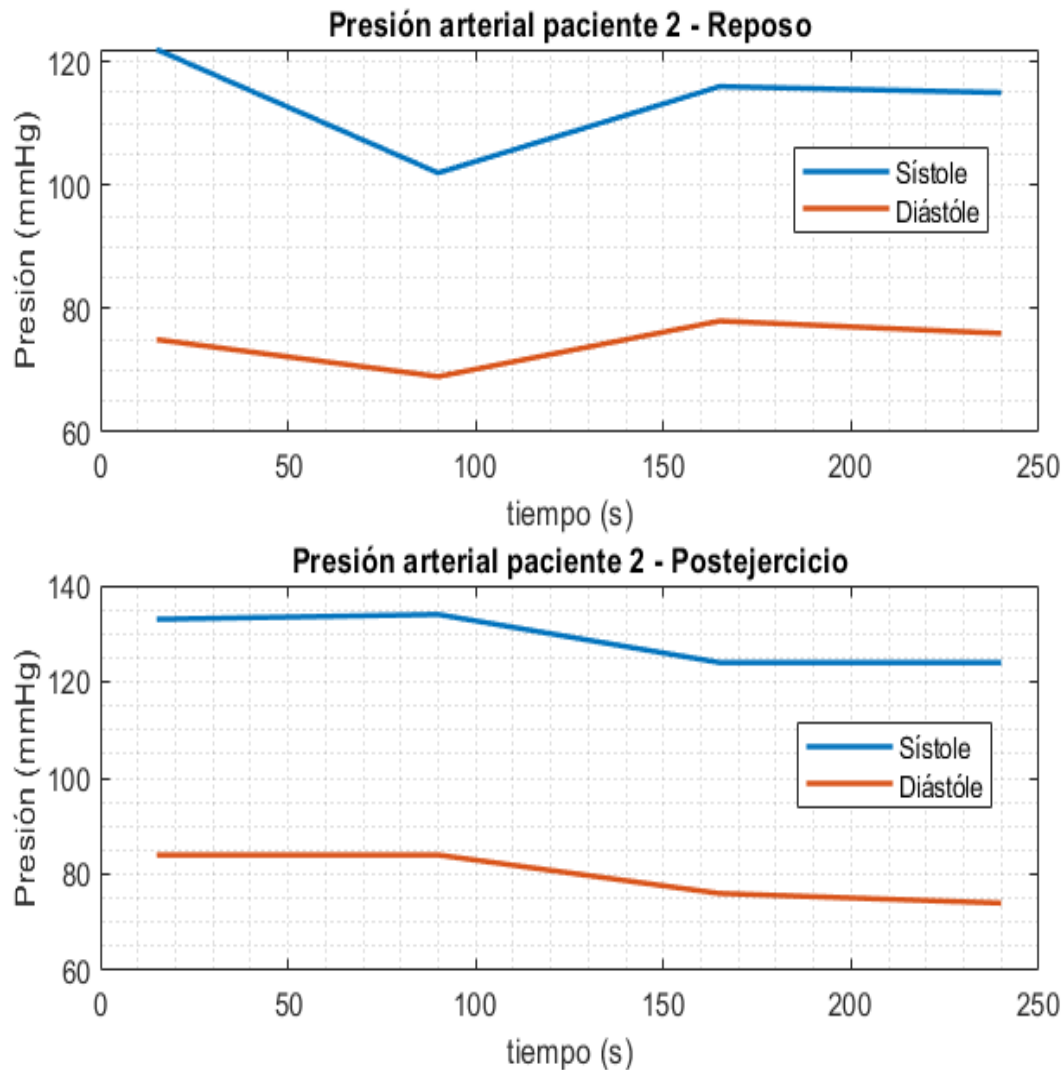 Presión arterial paciente 2 - Reposo
120
100
80
60
Presión (mmHg)
Sístole
Diástóle
0 50 100 150 200 250
tiempo (s)
Presión arterial paciente 2 - Postejercicio
140
120
100
80
60
Presión (mmHg)
Sístole
Diástóle
0 50 100 150 200 250
tiempo (s)